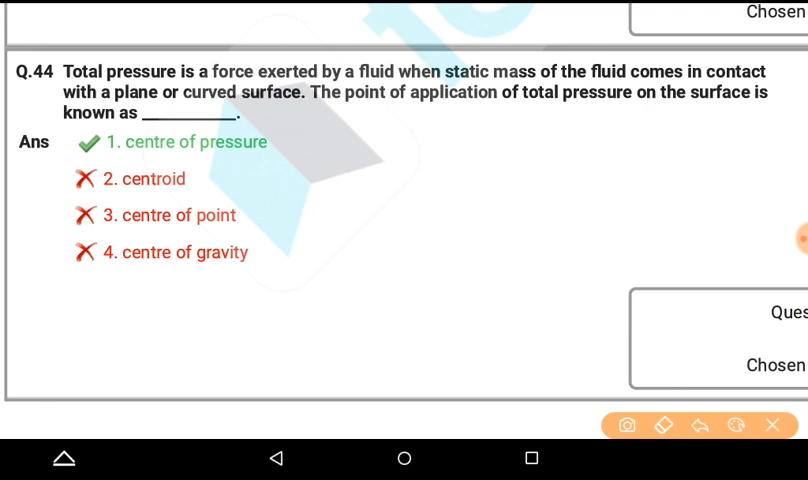 Chosen
Q.44 Total pressure is a force exerted by a fluid when static mass of the fluid comes in contact
with a plane or curved surface. The point of application of total pressure on the surface is
known as __________.
Ans 1. centre of pressure
2. centroid
3. centre of point
4. centre of gravity
Ques
Chosen